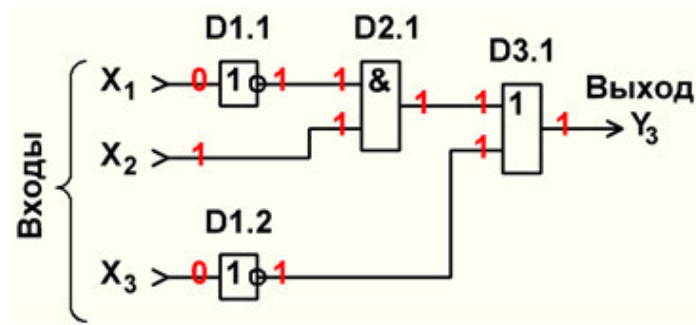 D1.1 D2.1 D3.1
X1 0 1 1 1 & 1 1 1 Выход
1 1 1 Y3
X2 1
Входы
D1.2
X3 0 1 1